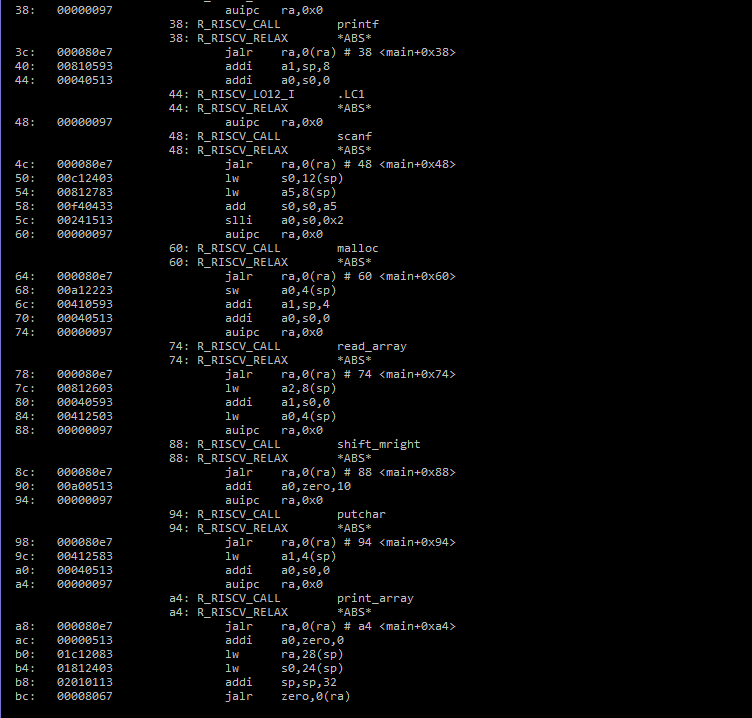 38: 00000097 auipc ra,0x0
38: R_RISCV_CALL printf
38: R_RISCV_RELAX *ABS*
3c: 000080e7 jalr ra,0(ra) # 38 <main+0x38>
40: 00810593 addi a1,sp,8
44: 00040513 addi a0,s0,0
44: R_RISCV_LO12_I .LC1
44: R_RISCV_RELAX *ABS*
48: 00000097 auipc ra,0x0
48: R_RISCV_CALL scanf
48: R_RISCV_RELAX *ABS*
4c: 000080e7 jalr ra,0(ra) # 48 <main+0x48>
50: 00c12403 lw s0,12(sp)
54: 00812783 lw a5,8(sp)
58: 00f40433 add s0,s0,a5
5c: 00241513 slli a0,s0,0x2
60: 00000097 auipc ra,0x0
60: R_RISCV_CALL malloc
60: R_RISCV_RELAX *ABS*
64: 000080e7 jalr ra,0(ra) # 60 <main+0x60>
68: 00a12223 sw a0,4(sp)
6c: 00410593 addi a1,sp,4
70: 00040513 addi a0,s0,0
74: 00000097 auipc ra,0x0
74: R_RISCV_CALL read_array
74: R_RISCV_RELAX *ABS*
78: 000080e7 jalr ra,0(ra) # 74 <main+0x74>
7c: 00812603 lw a2,8(sp)
80: 00040593 addi a1,s0,0
84: 00412503 lw a0,4(sp)
88: 00000097 auipc ra,0x0
88: R_RISCV_CALL shift_mright
88: R_RISCV_RELAX *ABS*
8c: 000080e7 jalr ra,0(ra) # 88 <main+0x88>
90: 00a00513 addi a0,zero,10
94: 00000097 auipc ra,0x0
94: R_RISCV_CALL putchar
94: R_RISCV_RELAX *ABS*
98: 000080e7 jalr ra,0(ra) # 94 <main+0x94>
9c: 00412583 lw a1,4(sp)
a0: 00040513 addi a0,s0,0
a4: 00000097 auipc ra,0x0
a4: R_RISCV_CALL print_array
a4: R_RISCV_RELAX *ABS*
a8: 000080e7 jalr ra,0(ra) # a4 <main+0xa4>
ac: 00000513 addi a0,zero,0
b0: 01c12083 lw ra,28(sp)
b4: 01812403 lw s0,24(sp)
b8: 02010113 addi sp,sp,32
bc: 00008067 jalr zero,0(ra)